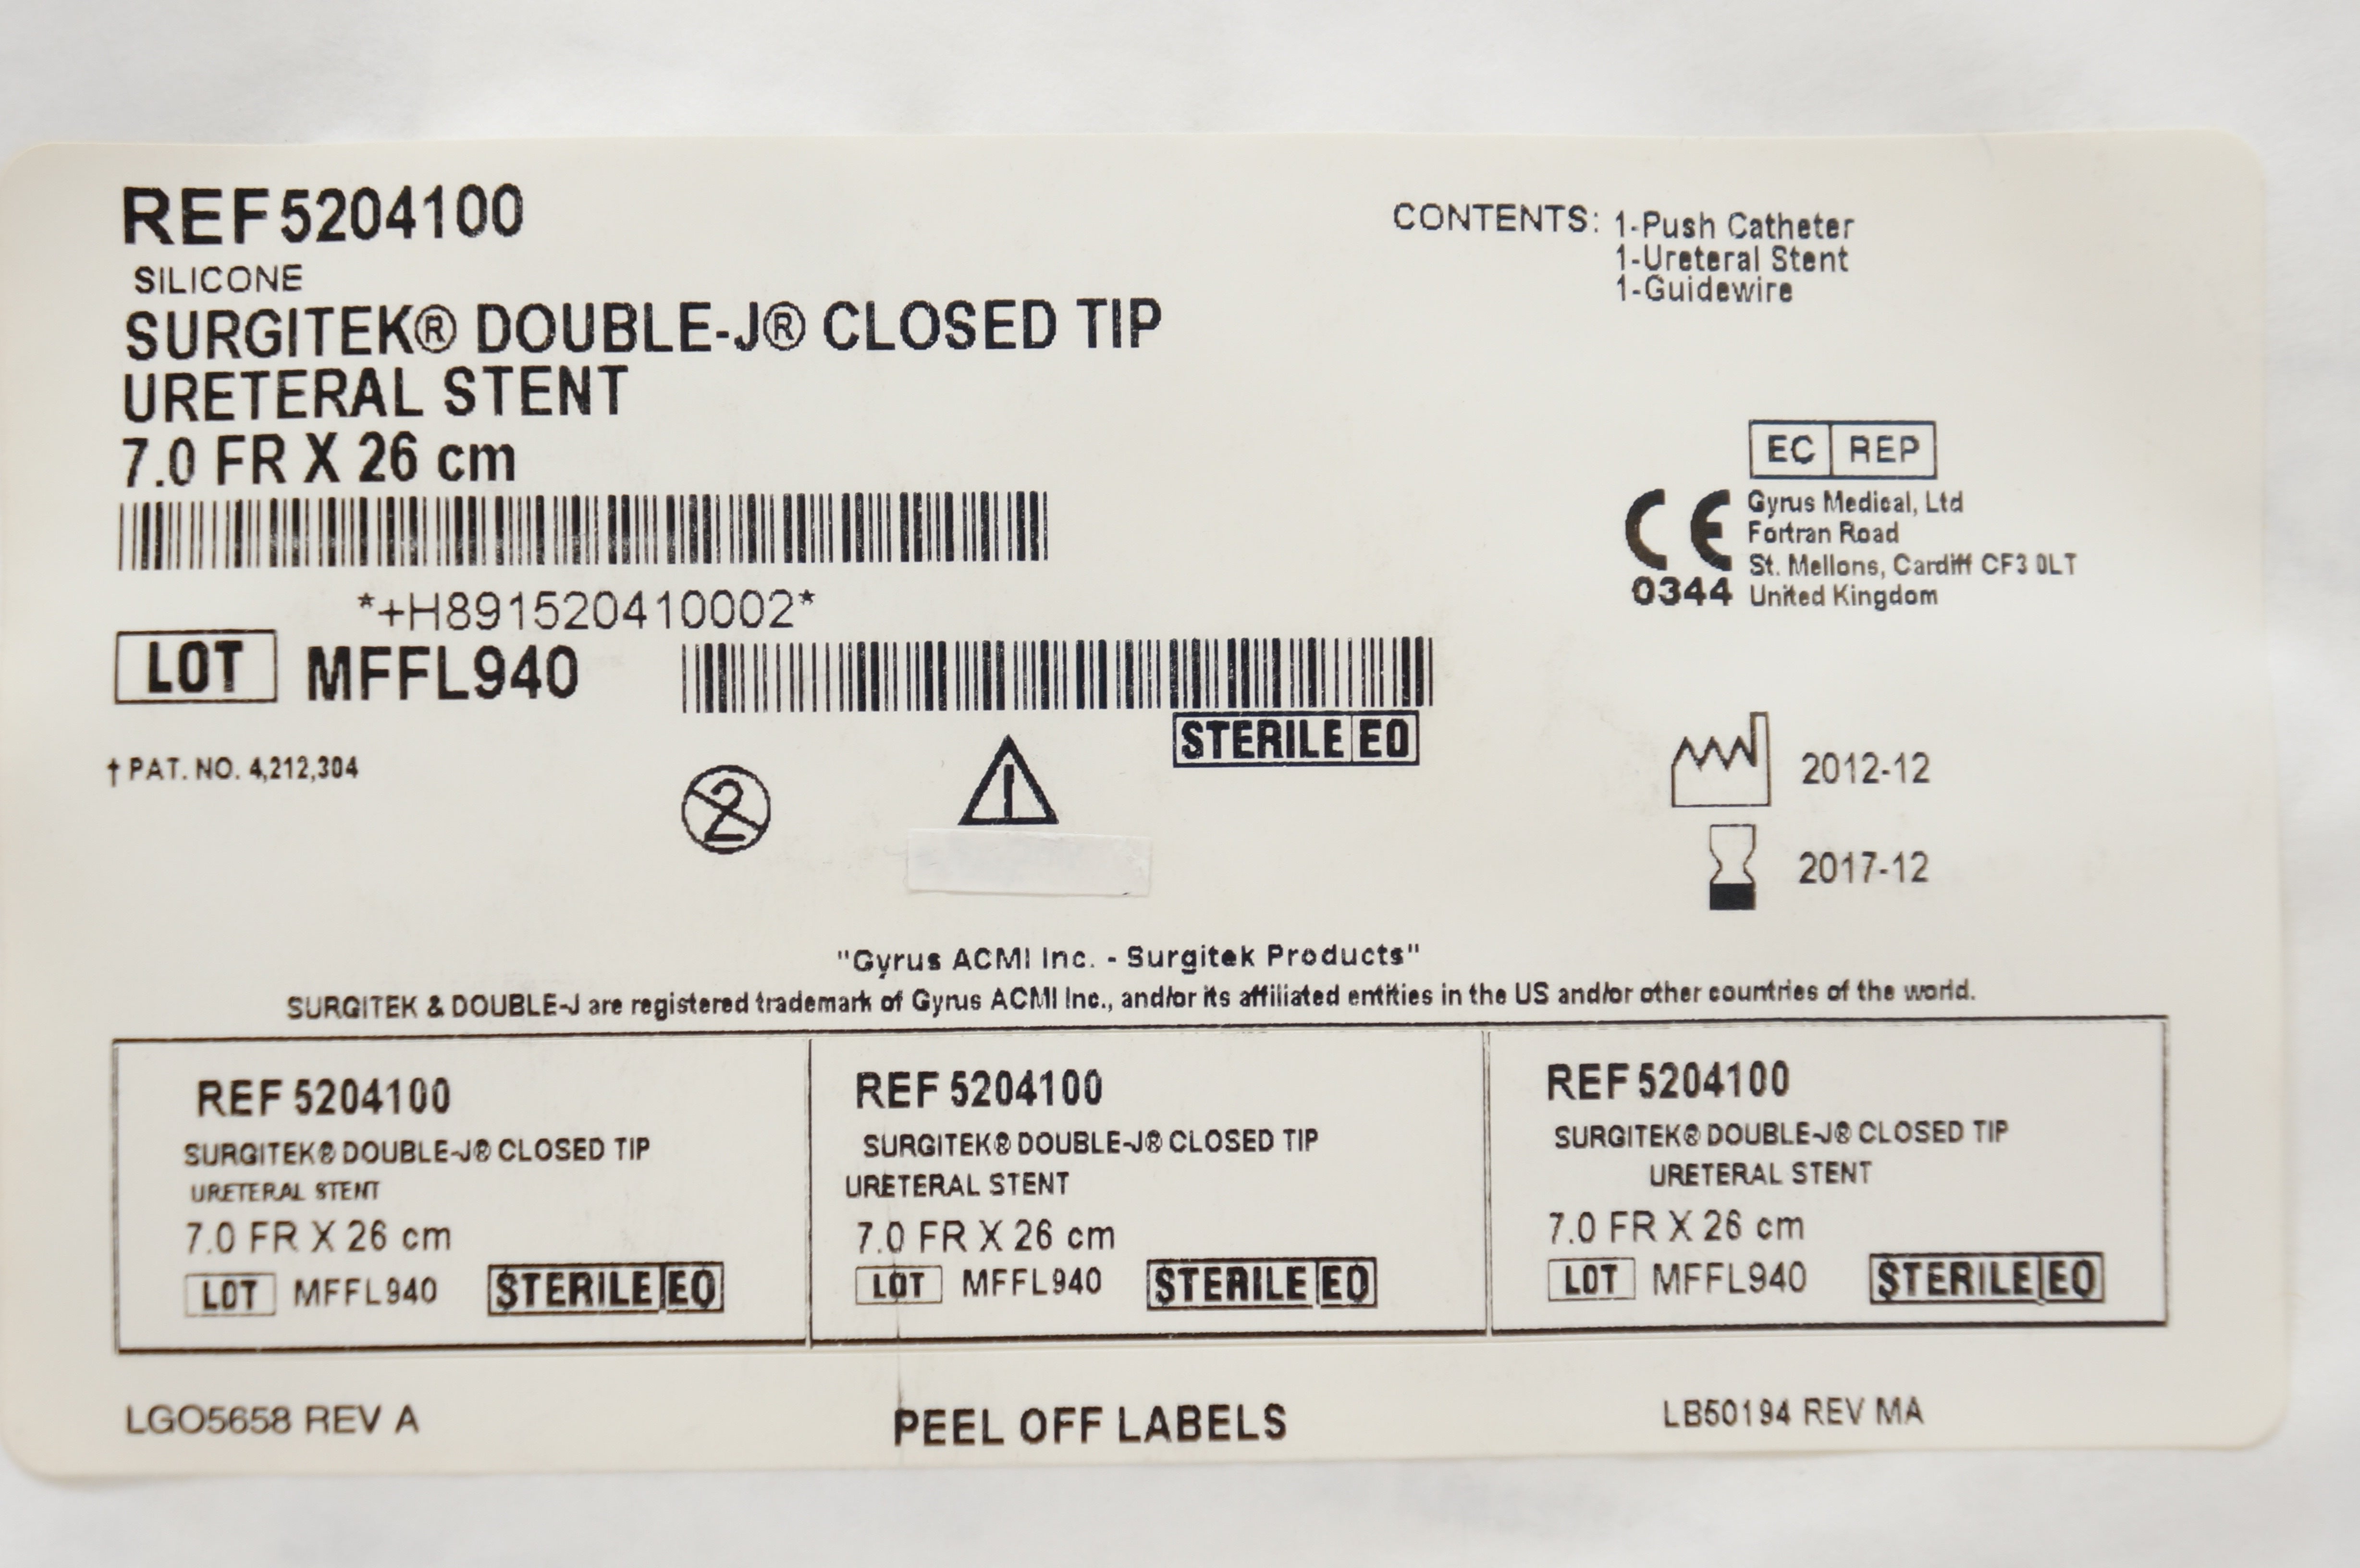 REF 5204100
SILICONE
SURGITEK® DOUBLE-J® CLOSED TIP
URETERAL STENT
7.0 FR X 26 cm
*+H891520410002*
LOT MFFL940
† PAT. NO. 4,212,304
2
STERILE EO
CONTENTS: 1-Push Catheter
1-Ureteral Stent
1-Guidewire
EC REP
CE 0344
Gyrus Medical, Ltd
Fortran Road
St. Mellons, Cardiff CF3 0LT
United Kingdom
2012-12
2017-12
"Gyrus ACMI Inc. - Surgitek Products"
SURGITEK & DOUBLE-J are registered trademark of Gyrus ACMI Inc., and/or its affiliated entities in the US and/or other countries of the world.
REF 5204100
SURGITEK® DOUBLE-J® CLOSED TIP
URETERAL STENT
7.0 FR X 26 cm
LOT MFFL940 STERILE EO
REF 5204100
SURGITEK® DOUBLE-J® CLOSED TIP
URETERAL STENT
7.0 FR X 26 cm
LOT MFFL940 STERILE EO
REF 5204100
SURGITEK® DOUBLE-J® CLOSED TIP
URETERAL STENT
7.0 FR X 26 cm
LOT MFFL940 STERILE EO
LGO5658 REV A
PEEL OFF LABELS
LB50194 REV MA